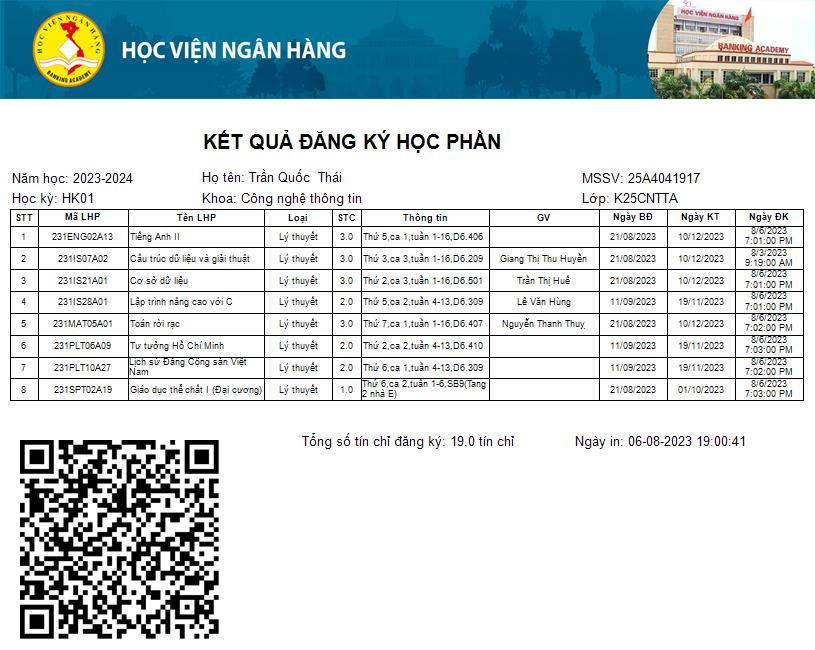 HỌC VIỆN NGÂN HÀNG
BANKING ACADEMY
HỌC VIỆN NGÂN HÀNG
HỌC VIỆN NGÂN HÀNG
BANKING ACADEMY
KẾT QUẢ ĐĂNG KÝ HỌC PHẦN
Năm học: 2023-2024 Họ tên: Trần Quốc Thái MSSV: 25A4041917
Học kỳ: HK01 Khoa: Công nghệ thông tin Lớp: K25CNTTA
STT Mã LHP Tên LHP Loại STC Thông tin GV Ngày BĐ Ngày KT Ngày ĐK
1 231ENG02A13 Tiếng Anh II Lý thuyết 3.0 Thứ 5,ca 1,tuần 1-16,D6.406 21/08/2023 10/12/2023 8/6/2023 7:01:00 PM
2 231IS07A02 Cấu trúc dữ liệu và giải thuật Lý thuyết 3.0 Thứ 3,ca 3,tuần 1-16,D6.209 Giang Thị Thu Huyền 21/08/2023 10/12/2023 8/3/2023 9:19:00 AM
3 231IS21A01 Cơ sở dữ liệu Lý thuyết 3.0 Thứ 2,ca 3,tuần 1-16,D6.501 Trần Thị Huế 21/08/2023 10/12/2023 8/6/2023 7:01:00 PM
4 231IS28A01 Lập trình nâng cao với C Lý thuyết 2.0 Thứ 5,ca 2,tuần 4-13,D6.309 Lê Văn Hùng 11/09/2023 19/11/2023 8/6/2023 7:01:00 PM
5 231MAT05A01 Toán rời rạc Lý thuyết 3.0 Thứ 7,ca 1,tuần 1-16,D6.407 Nguyễn Thanh Thuỵ 21/08/2023 10/12/2023 8/6/2023 7:02:00 PM
6 231PLT06A09 Tư tưởng Hồ Chí Minh Lý thuyết 2.0 Thứ 2,ca 2,tuần 4-13,D6.410 11/09/2023 19/11/2023 8/6/2023 7:03:00 PM
7 231PLT10A27 Lịch sử Đảng Cộng sản Việt Nam Lý thuyết 2.0 Thứ 6,ca 1,tuần 4-13,D6.309 11/09/2023 19/11/2023 8/6/2023 7:02:00 PM
8 231SPT02A19 Giáo dục thể chất I (Đại cương) Lý thuyết 1.0 Thứ 6,ca 2,tuần 1-6,SB9(Tang 2 nhà E) 21/08/2023 01/10/2023 8/6/2023 7:03:00 PM
Tổng số tín chỉ đăng ký: 19.0 tín chỉ Ngày in: 06-08-2023 19:00:41